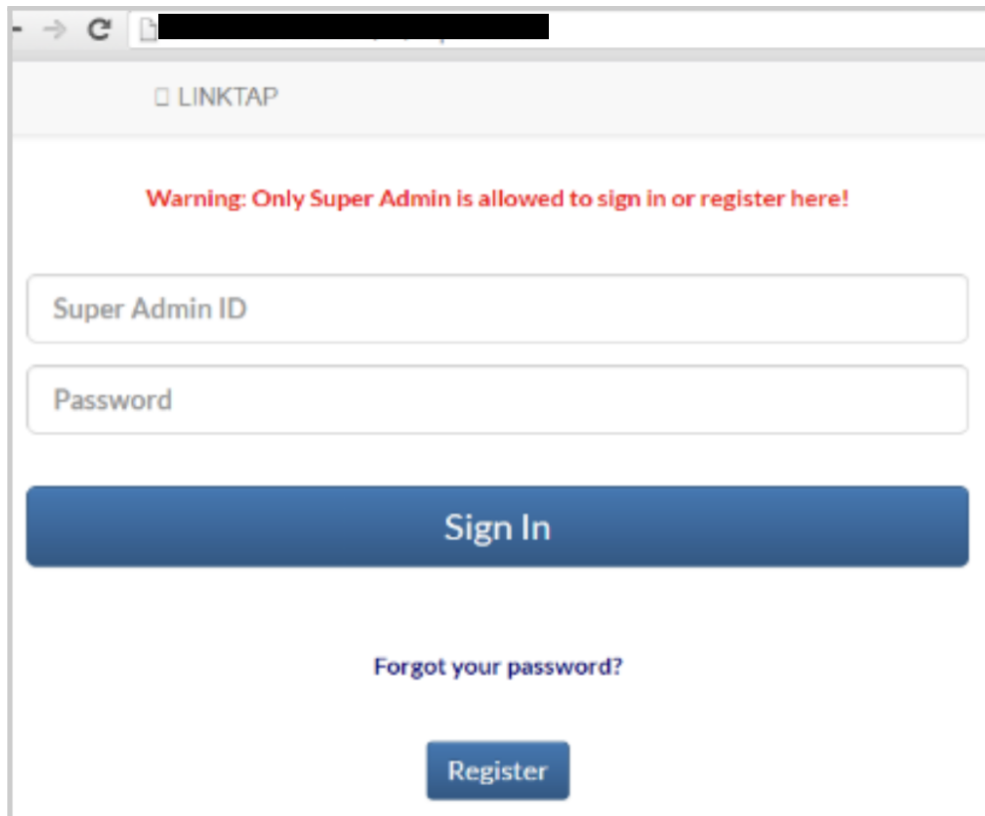 LINKTAP
Warning: Only Super Admin is allowed to sign in or register here!
Super Admin ID
Password
Sign In
Forgot your password?
Register